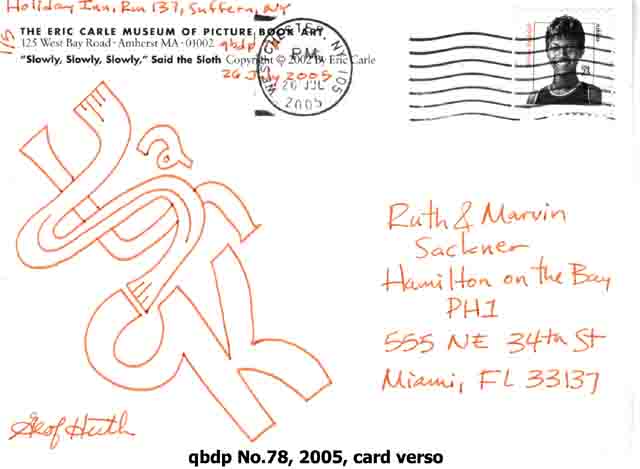 Holiday Inn, Rm 137, Suffern, NY
1/5
THE ERIC CARLE MUSEUM OF PICTURE BOOK ART
125 West Bay Road · Amherst MA · 01002 qbdp
"Slowly, Slowly, Slowly," Said the Sloth Copyright © 2002 By Eric Carle
26 July 2005
WESTCHESTER, NY 105
PM
26 JUL
2005
Ruth & Marvin
Sackner
Hamilton on the Bay
PH1
555 NE 34th St
Miami, FL 33137
Geof Huth
qbdp No.78, 2005, card verso